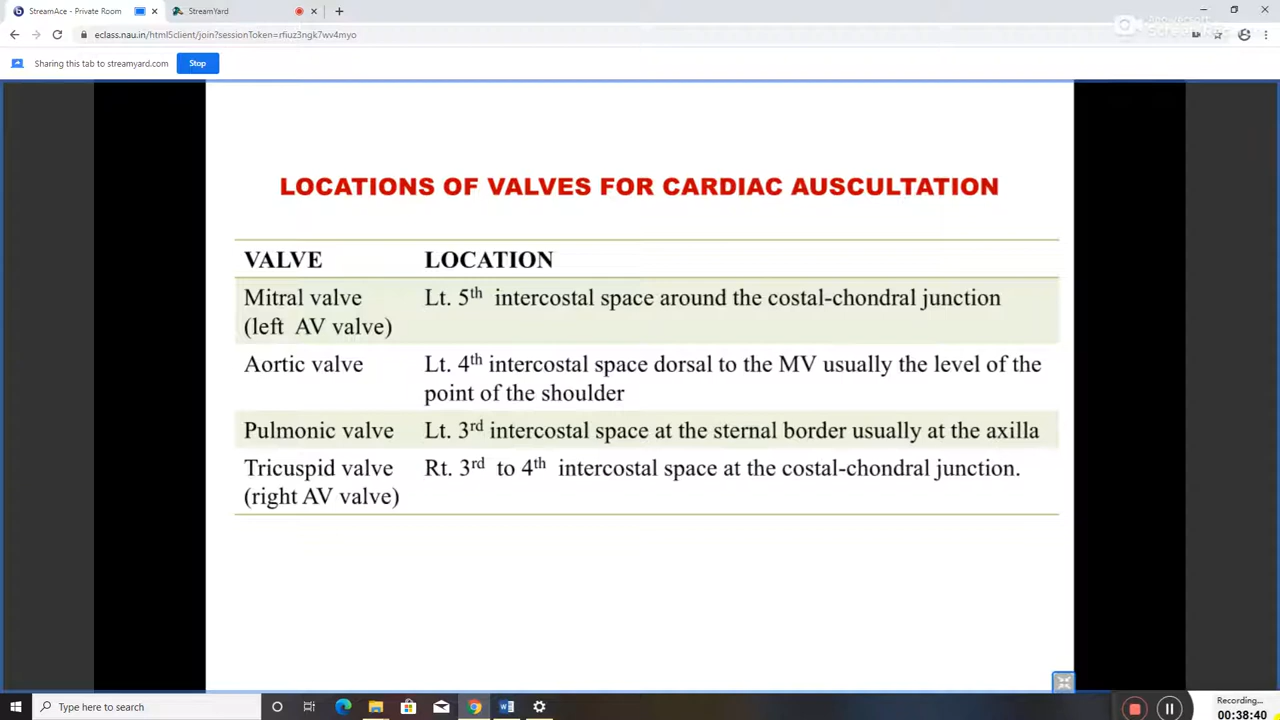 StreamAce - Private Room
StreamYard
eclass.nau.in/html5client/join?sessionToken=rfiuz3ngk7wv4myo
Sharing this tab to streamyard.com Stop
LOCATIONS OF VALVES FOR CARDIAC AUSCULTATION
VALVE LOCATION
Mitral valve Lt. 5th intercostal space around the costal-chondral junction
(left AV valve)
Aortic valve Lt. 4th intercostal space dorsal to the MV usually the level of the
point of the shoulder
Pulmonic valve Lt. 3rd intercostal space at the sternal border usually at the axilla
Tricuspid valve Rt. 3rd to 4th intercostal space at the costal-chondral junction.
(right AV valve)
Type here to search
Recording...
00:38:40